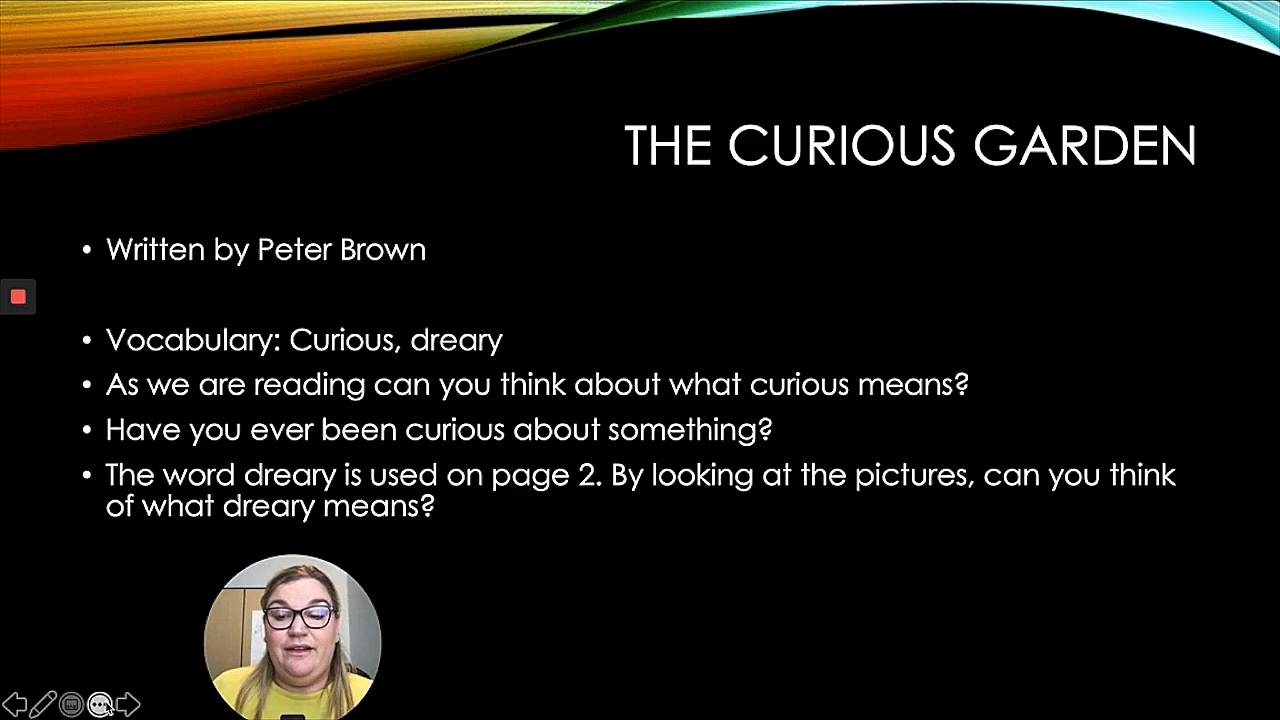 THE CURIOUS GARDEN
• Written by Peter Brown
• Vocabulary: Curious, dreary
• As we are reading can you think about what curious means?
• Have you ever been curious about something?
• The word dreary is used on page 2. By looking at the pictures, can you think
of what dreary means?